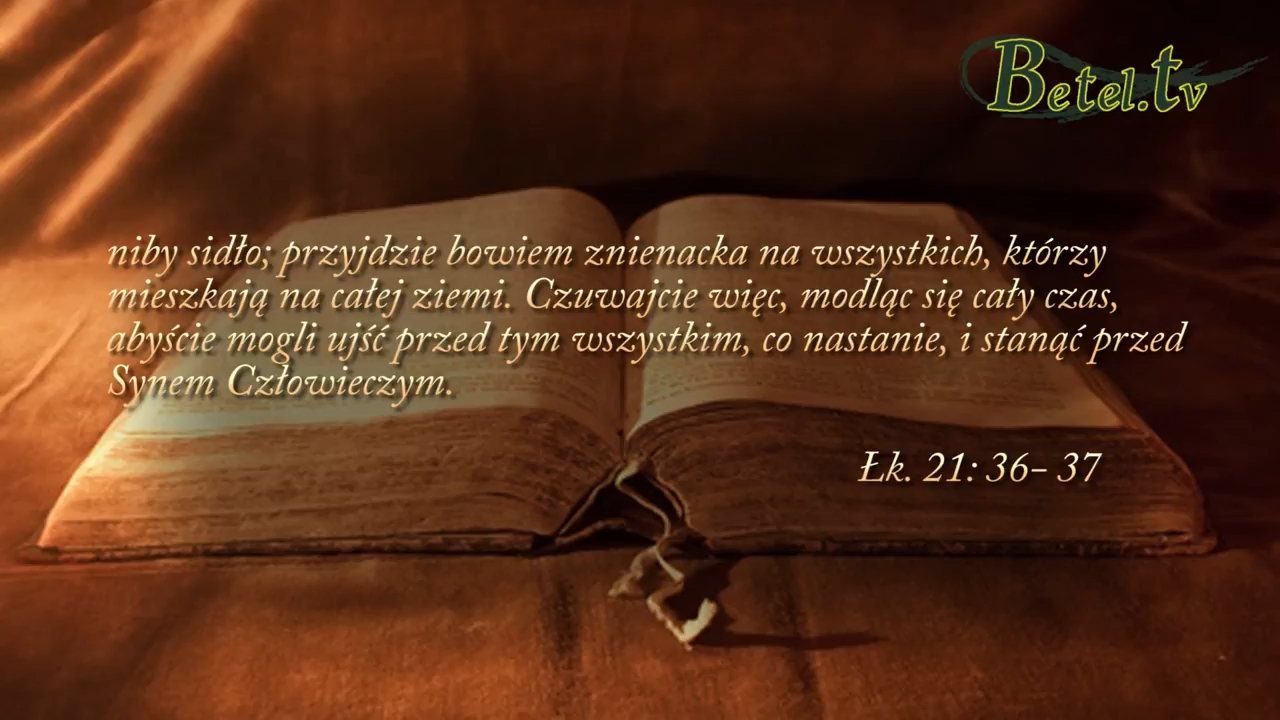 Betel.tv
niby sidło; przyjdzie bowiem znienacka na wszystkich, którzy
mieszkają na całej ziemi. Czuwajcie więc, modląc się cały czas,
abyście mogli ujść przed tym wszystkim, co nastanie, i stanąć przed
Synem Człowieczym.
Łk. 21: 36– 37